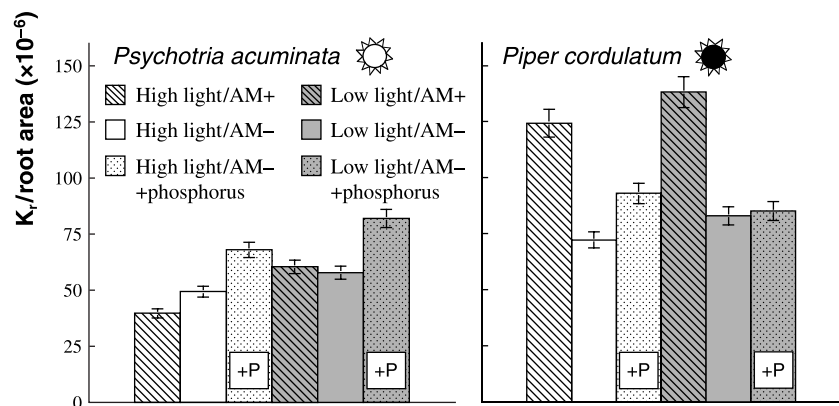 Kr/root area (×10–6)
150
125
100
75
50
25
0
Psychotria acuminata
High light/AM+
High light/AM–
High light/AM–
+phosphorus
Low light/AM+
Low light/AM–
Low light/AM–
+phosphorus
+P
+P
Piper cordulatum
+P
+P